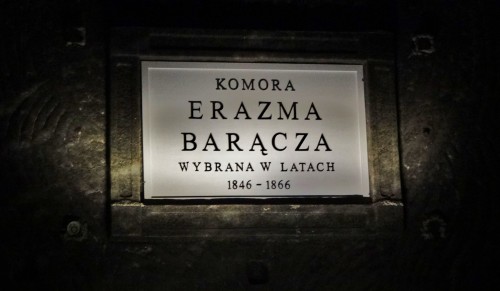 KOMORA
ERAZMA
BARĄCZA
WYBRANA W LATACH
1846 - 1866